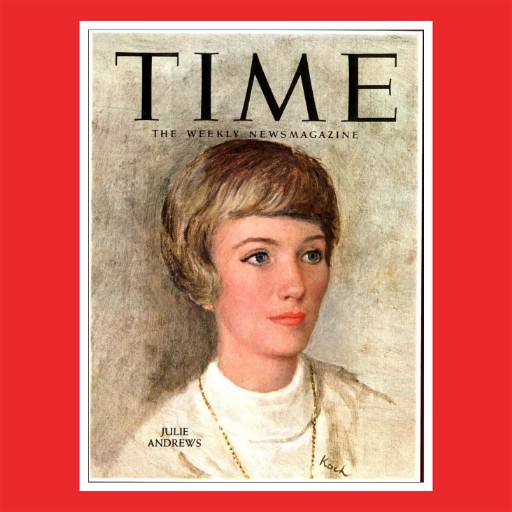 TIME
THE WEEKLY NEWSMAGAZINE
JULIE
ANDREWS
Koch